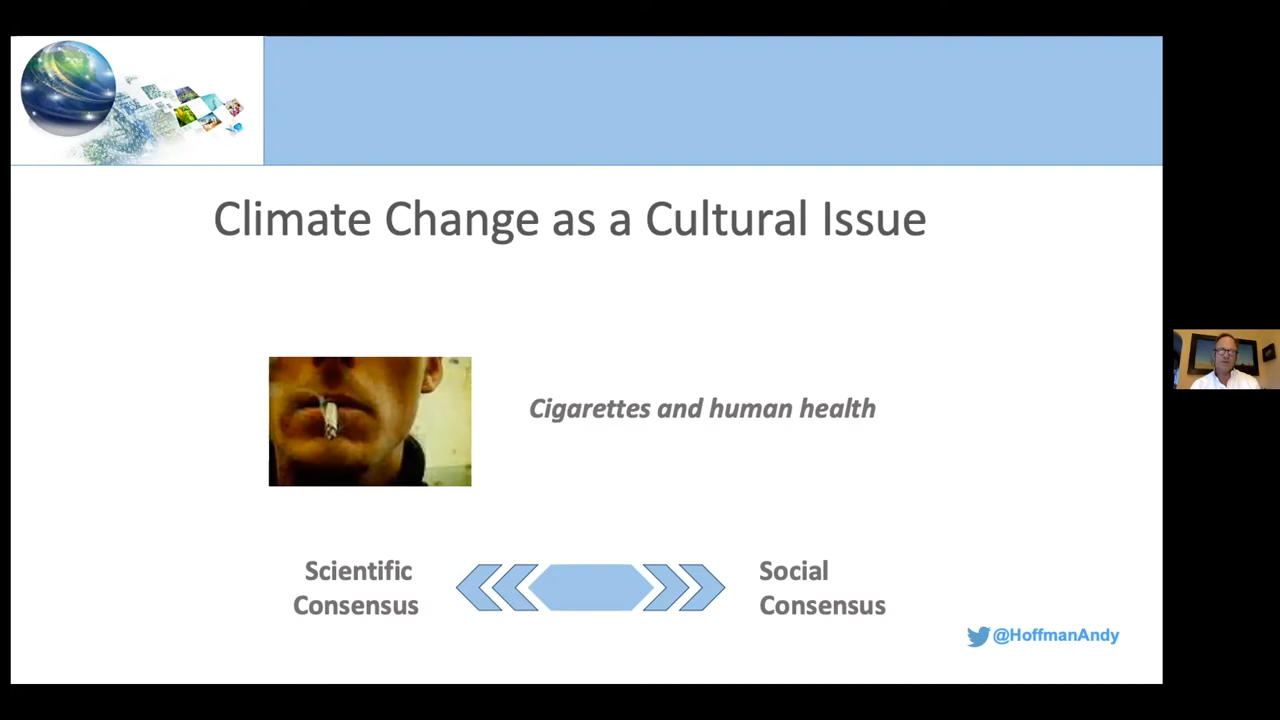 Climate Change as a Cultural Issue
Cigarettes and human health
Scientific
Consensus
Social
Consensus
@HoffmanAndy